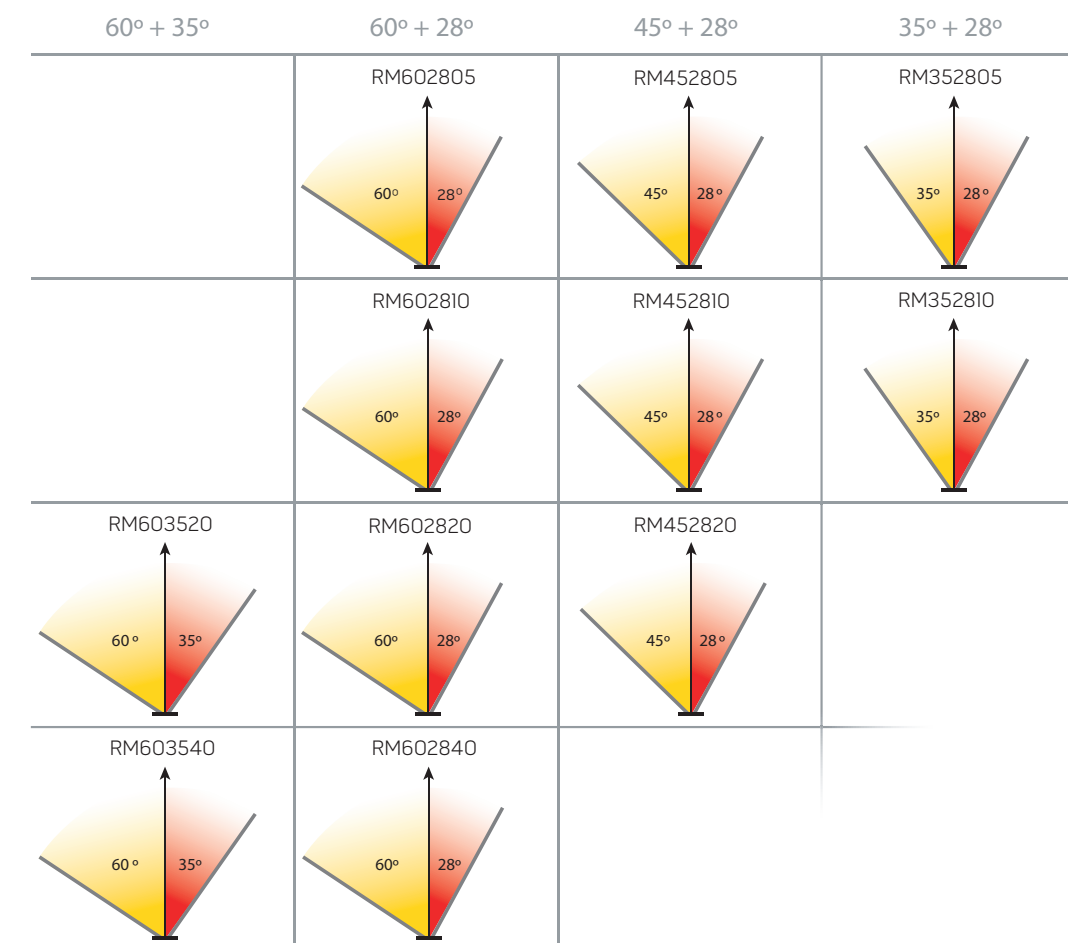 60º + 35º 60º + 28º 45º + 28º 35º + 28º
RM602805 RM452805 RM352805
60º 28º 45º 28º 35º 28º
RM602810 RM452810 RM352810
60º 28º 45º 28º 35º 28º
RM603520 RM602820 RM452820
60º 35º 60º 28º 45º 28º
RM603540 RM602840
60º 35º 60º 28º